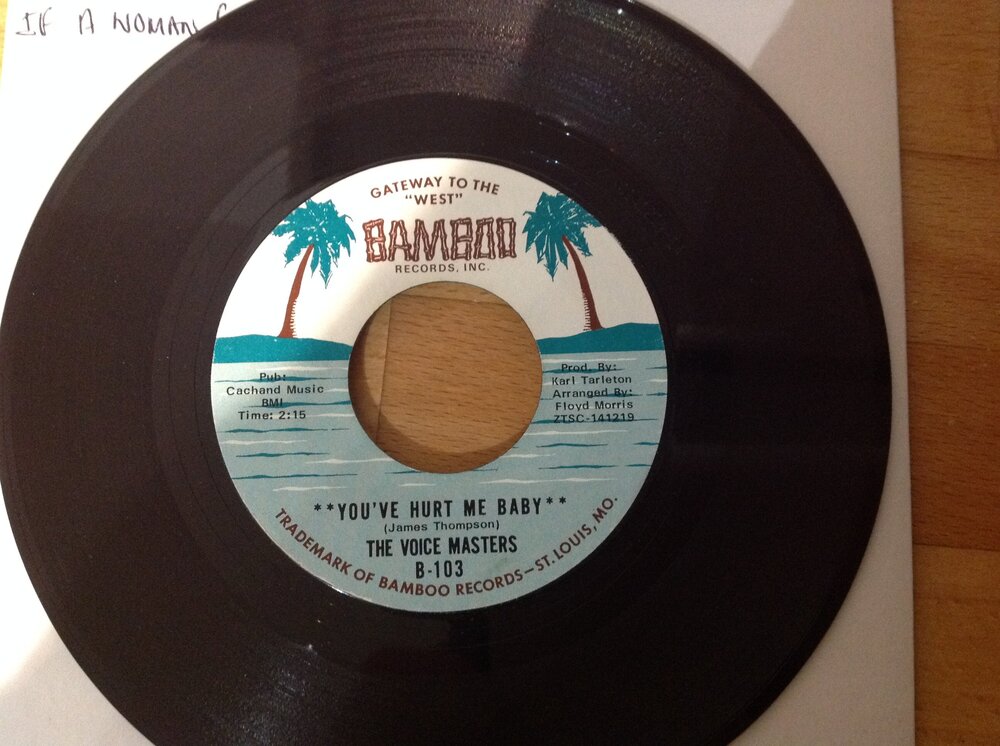 IF A WOMAN
GATEWAY TO THE
"WEST"
BAMBOO
RECORDS, INC.
Pub:
Cachand Music
BMI
Time: 2:15
Prod. By:
Karl Tarleton
Arranged By:
Floyd Morris
ZTSC-141219
**YOU'VE HURT ME BABY**
(James Thompson)
THE VOICE MASTERS
B-103
TRADEMARK OF BAMBOO RECORDS—ST. LOUIS, MO.